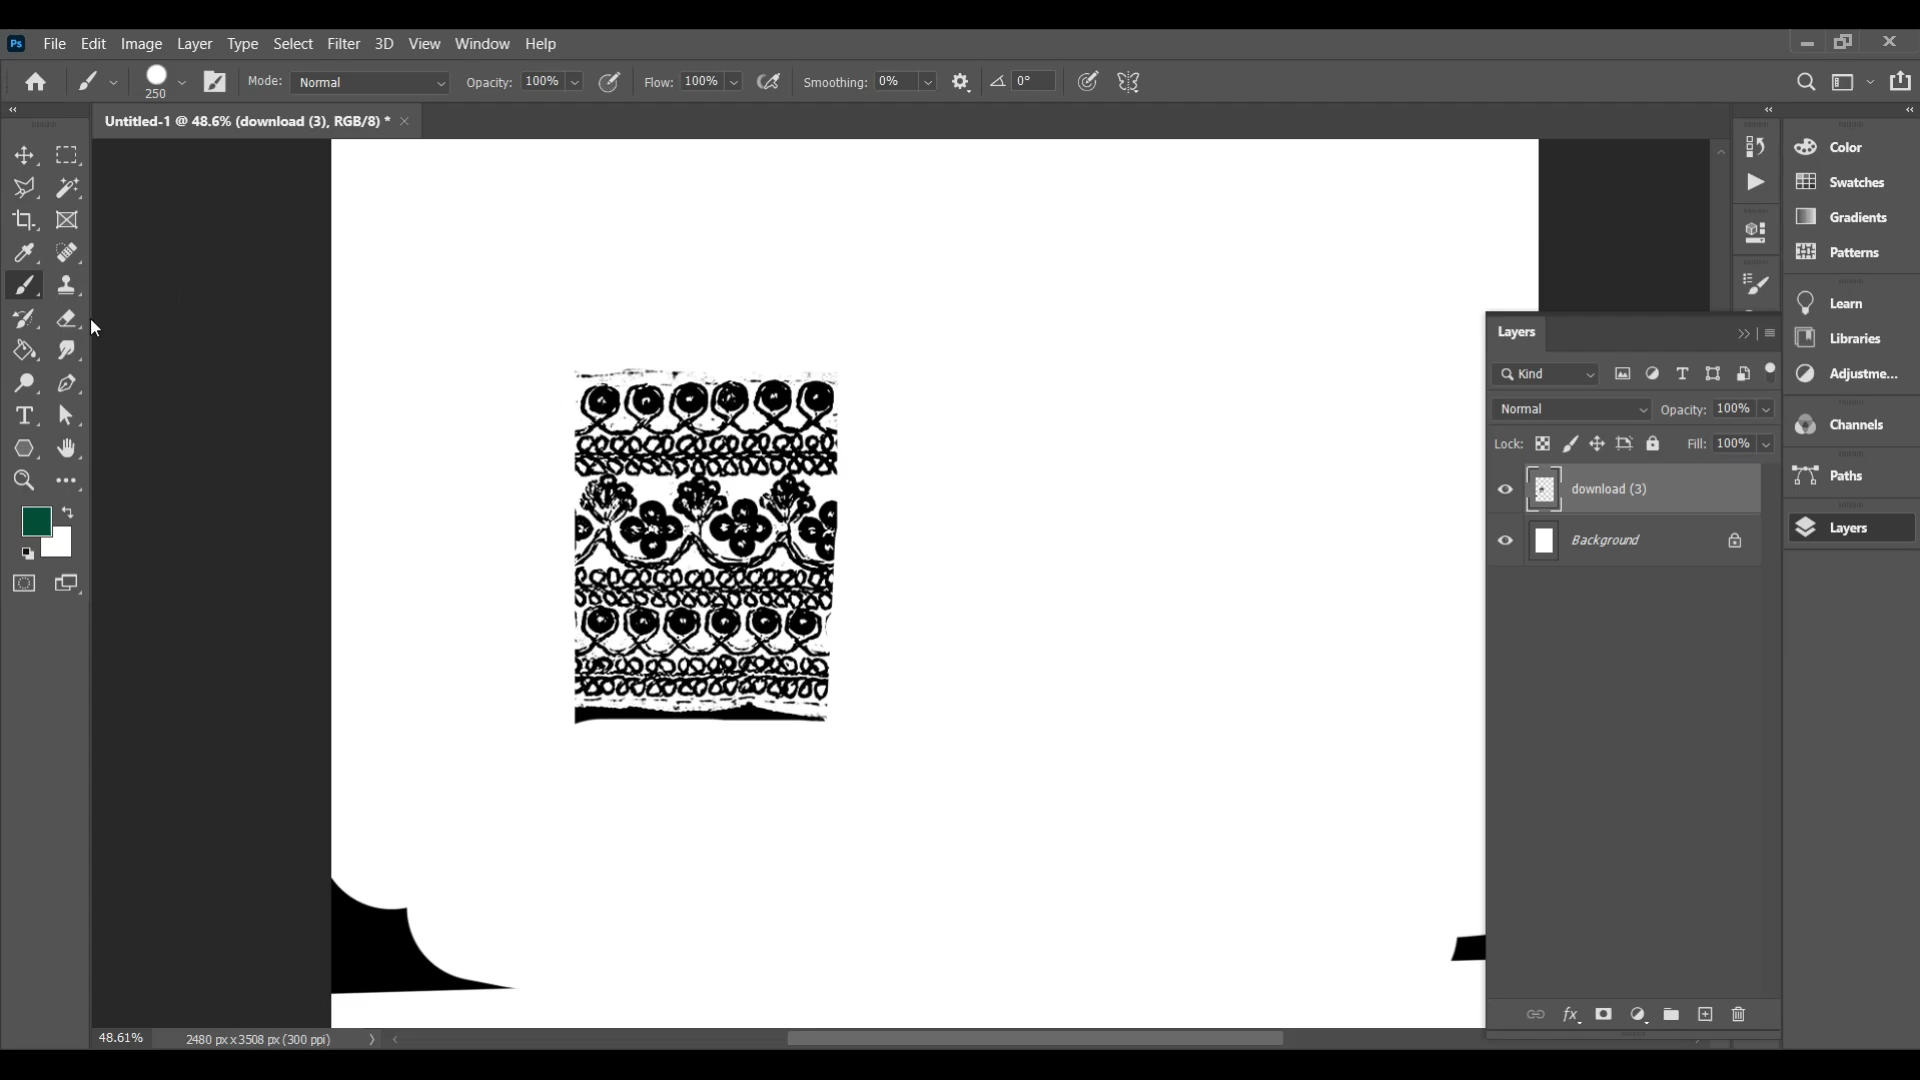 Ps File Edit Image Layer Type Select Filter 3D View Window Help
250 Mode: Normal Opacity: 100% Flow: 100% Smoothing: 0% 0°
Untitled-1 @ 48.6% (download (3), RGB/8) *
Color
Swatches
Gradients
Patterns
Learn
Libraries
Adjustme...
Channels
Paths
Layers
Layers
Kind
Normal Opacity: 100%
Lock: Fill: 100%
download (3)
Background
fx
48.61% 2480 px x 3508 px (300 ppi)